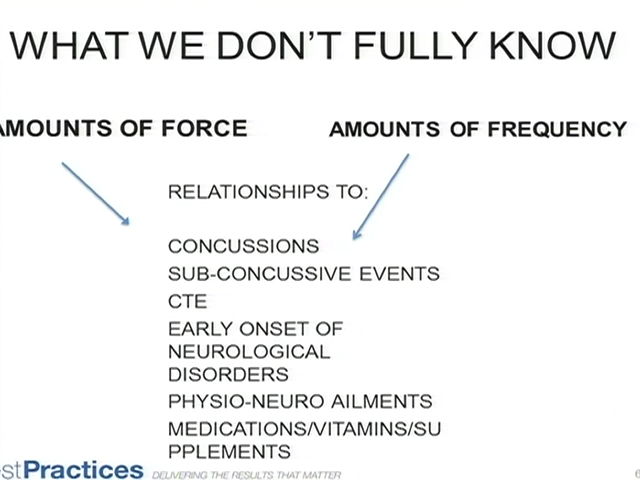 WHAT WE DON'T FULLY KNOW
AMOUNTS OF FORCE
AMOUNTS OF FREQUENCY
RELATIONSHIPS TO:
CONCUSSIONS
SUB-CONCUSSIVE EVENTS
CTE
EARLY ONSET OF
NEUROLOGICAL
DISORDERS
PHYSIO-NEURO AILMENTS
MEDICATIONS/VITAMINS/SU
PPLEMENTS
stPractices DELIVERING THE RESULTS THAT MATTER
6